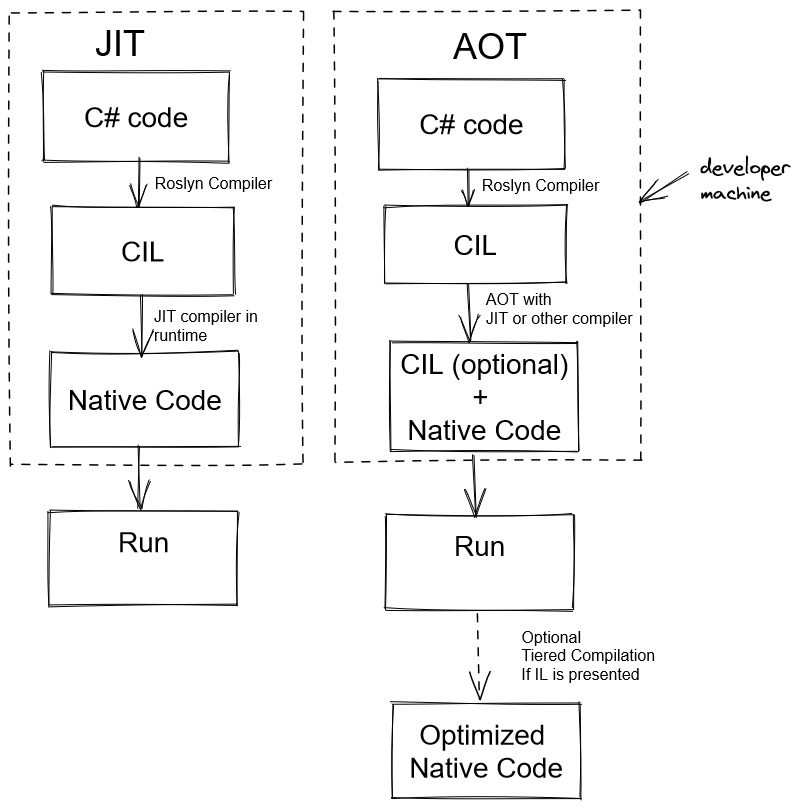 JIT
C# code
Roslyn Compiler
CIL
JIT compiler in
runtime
Native Code
Run
AOT
C# code
Roslyn Compiler
CIL
AOT with
JIT or other compiler
CIL (optional)
+
Native Code
Run
Optional
Tiered Compilation
If IL is presented
Optimized
Native Code
developer
machine